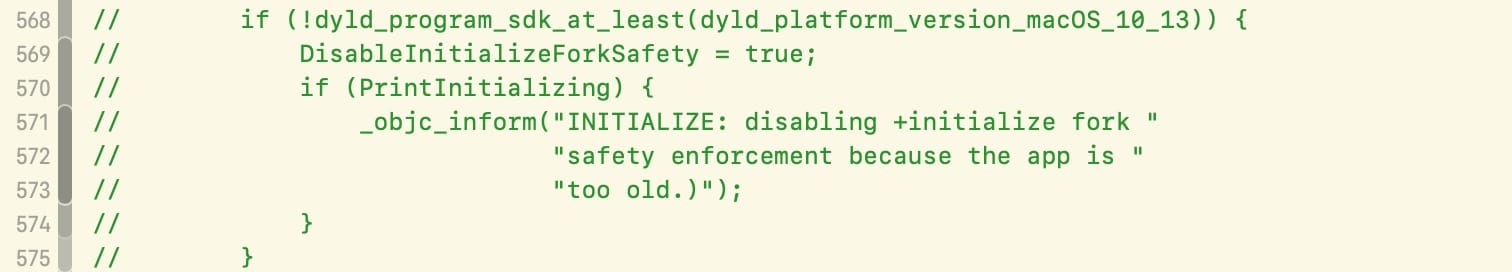 568 //        if (!dyld_program_sdk_at_least(dyld_platform_version_macOS_10_13)) {
569 //            DisableInitializeForkSafety = true;
570 //            if (PrintInitializing) {
571 //                _objc_inform("INITIALIZE: disabling +initialize fork "
572 //                             "safety enforcement because the app is "
573 //                             "too old.)");
574 //            }
575 //        }